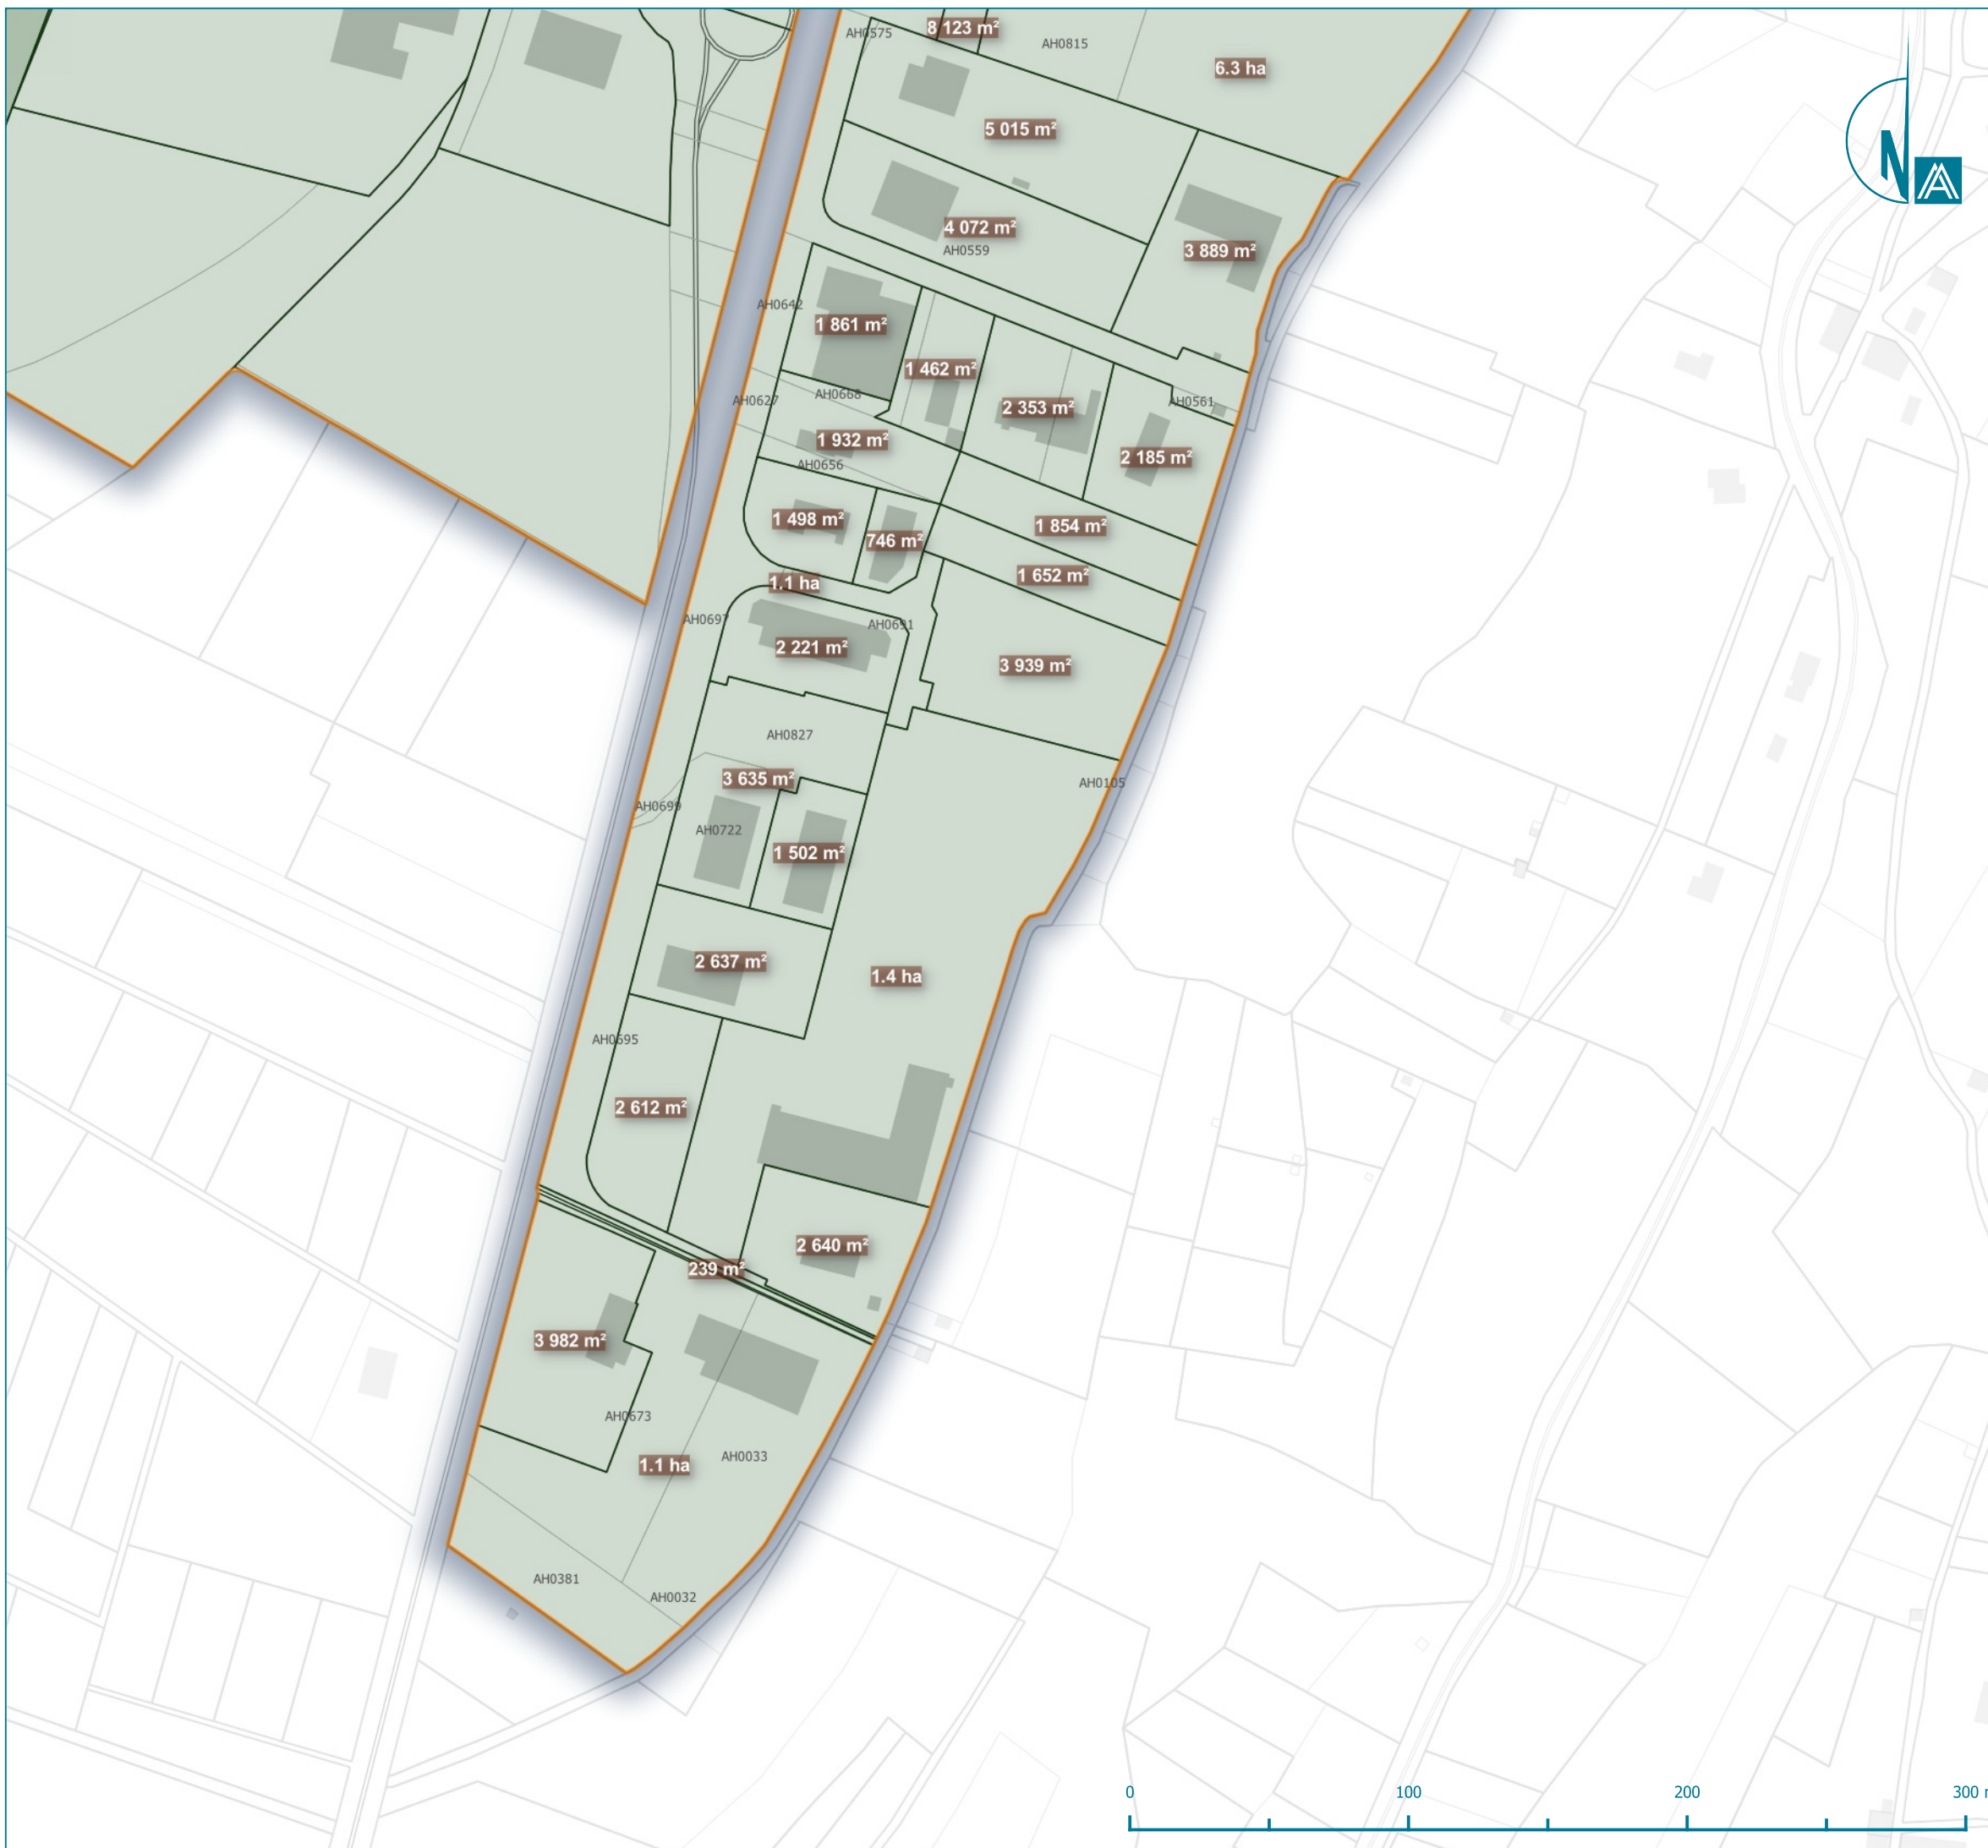 8 123 m²
AH0575
AH0815
6.3 ha
N
5 015 m²
4 072 m²
AH0559
3 889 m²
AH0642
1 861 m²
1 462 m²
AH0668
AH0627
2 353 m²
AH0561
1 932 m²
AH0656
2 185 m²
1 498 m²
746 m²
1 854 m²
1.1 ha
1 652 m²
AH0697
AH0691
2 221 m²
3 939 m²
AH0827
3 635 m²
AH0105
AH0699
AH0722
1 502 m²
2 637 m²
1.4 ha
AH0695
2 612 m²
2 640 m²
239 m²
3 982 m²
AH0673
AH0033
1.1 ha
AH0381
AH0032
0 100 200 300